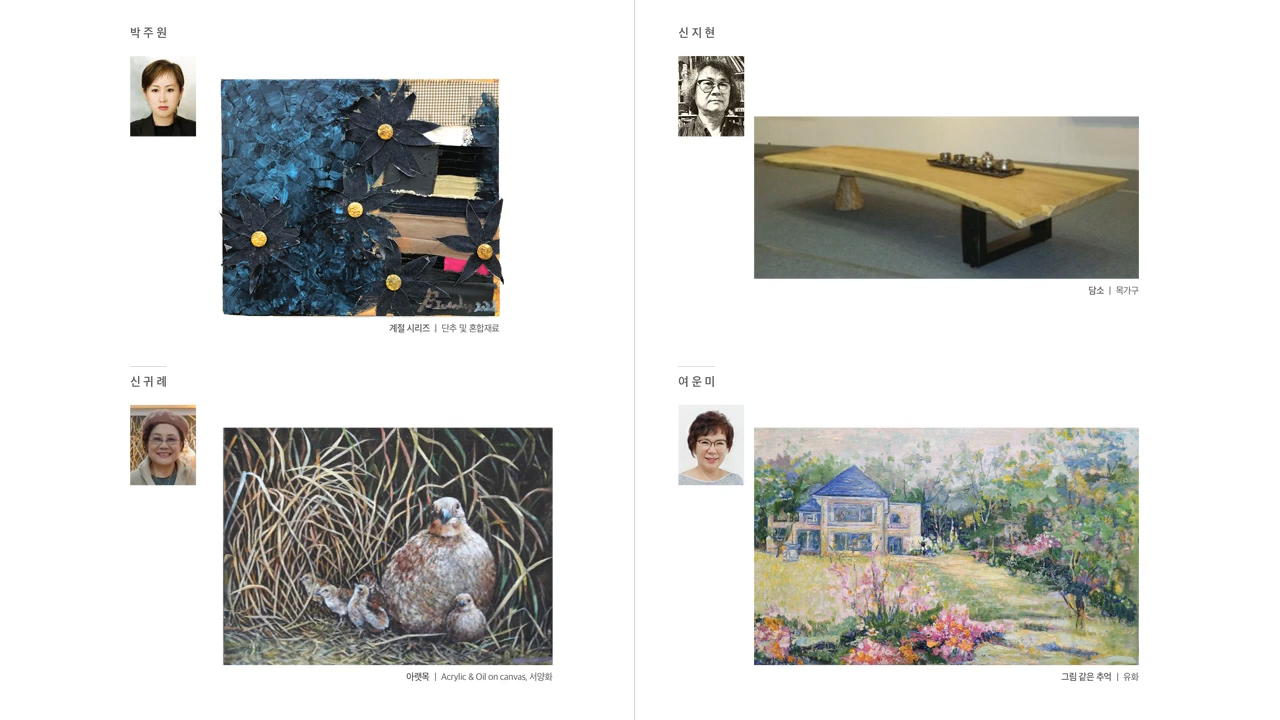 박주원
계절 시리즈 | 단추 및 혼합재료
신귀례
아랫목 | Acrylic & Oil on canvas, 서양화
신지현
담소 | 목가구
여운미
그림 같은 추억 | 유화